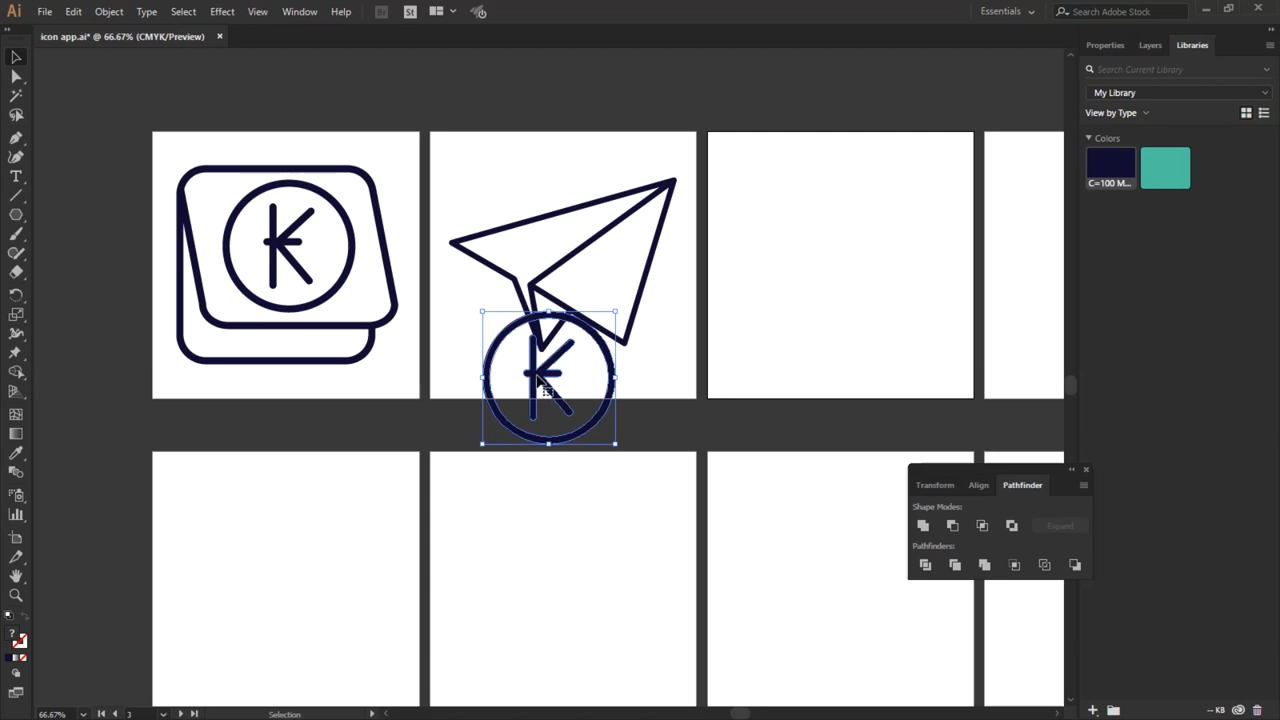 Ai File Edit Object Type Select Effect View Window Help Br St Essentials Search Adobe Stock
icon app.ai* @ 66.67% (CMYK/Preview)
Properties Layers Libraries
Search Current Library
My Library
View by Type
Colors
C=100 M...
Transform Align Pathfinder
Shape Modes:
Expand
Pathfinders:
?
66.67% 3 Selection -- KB